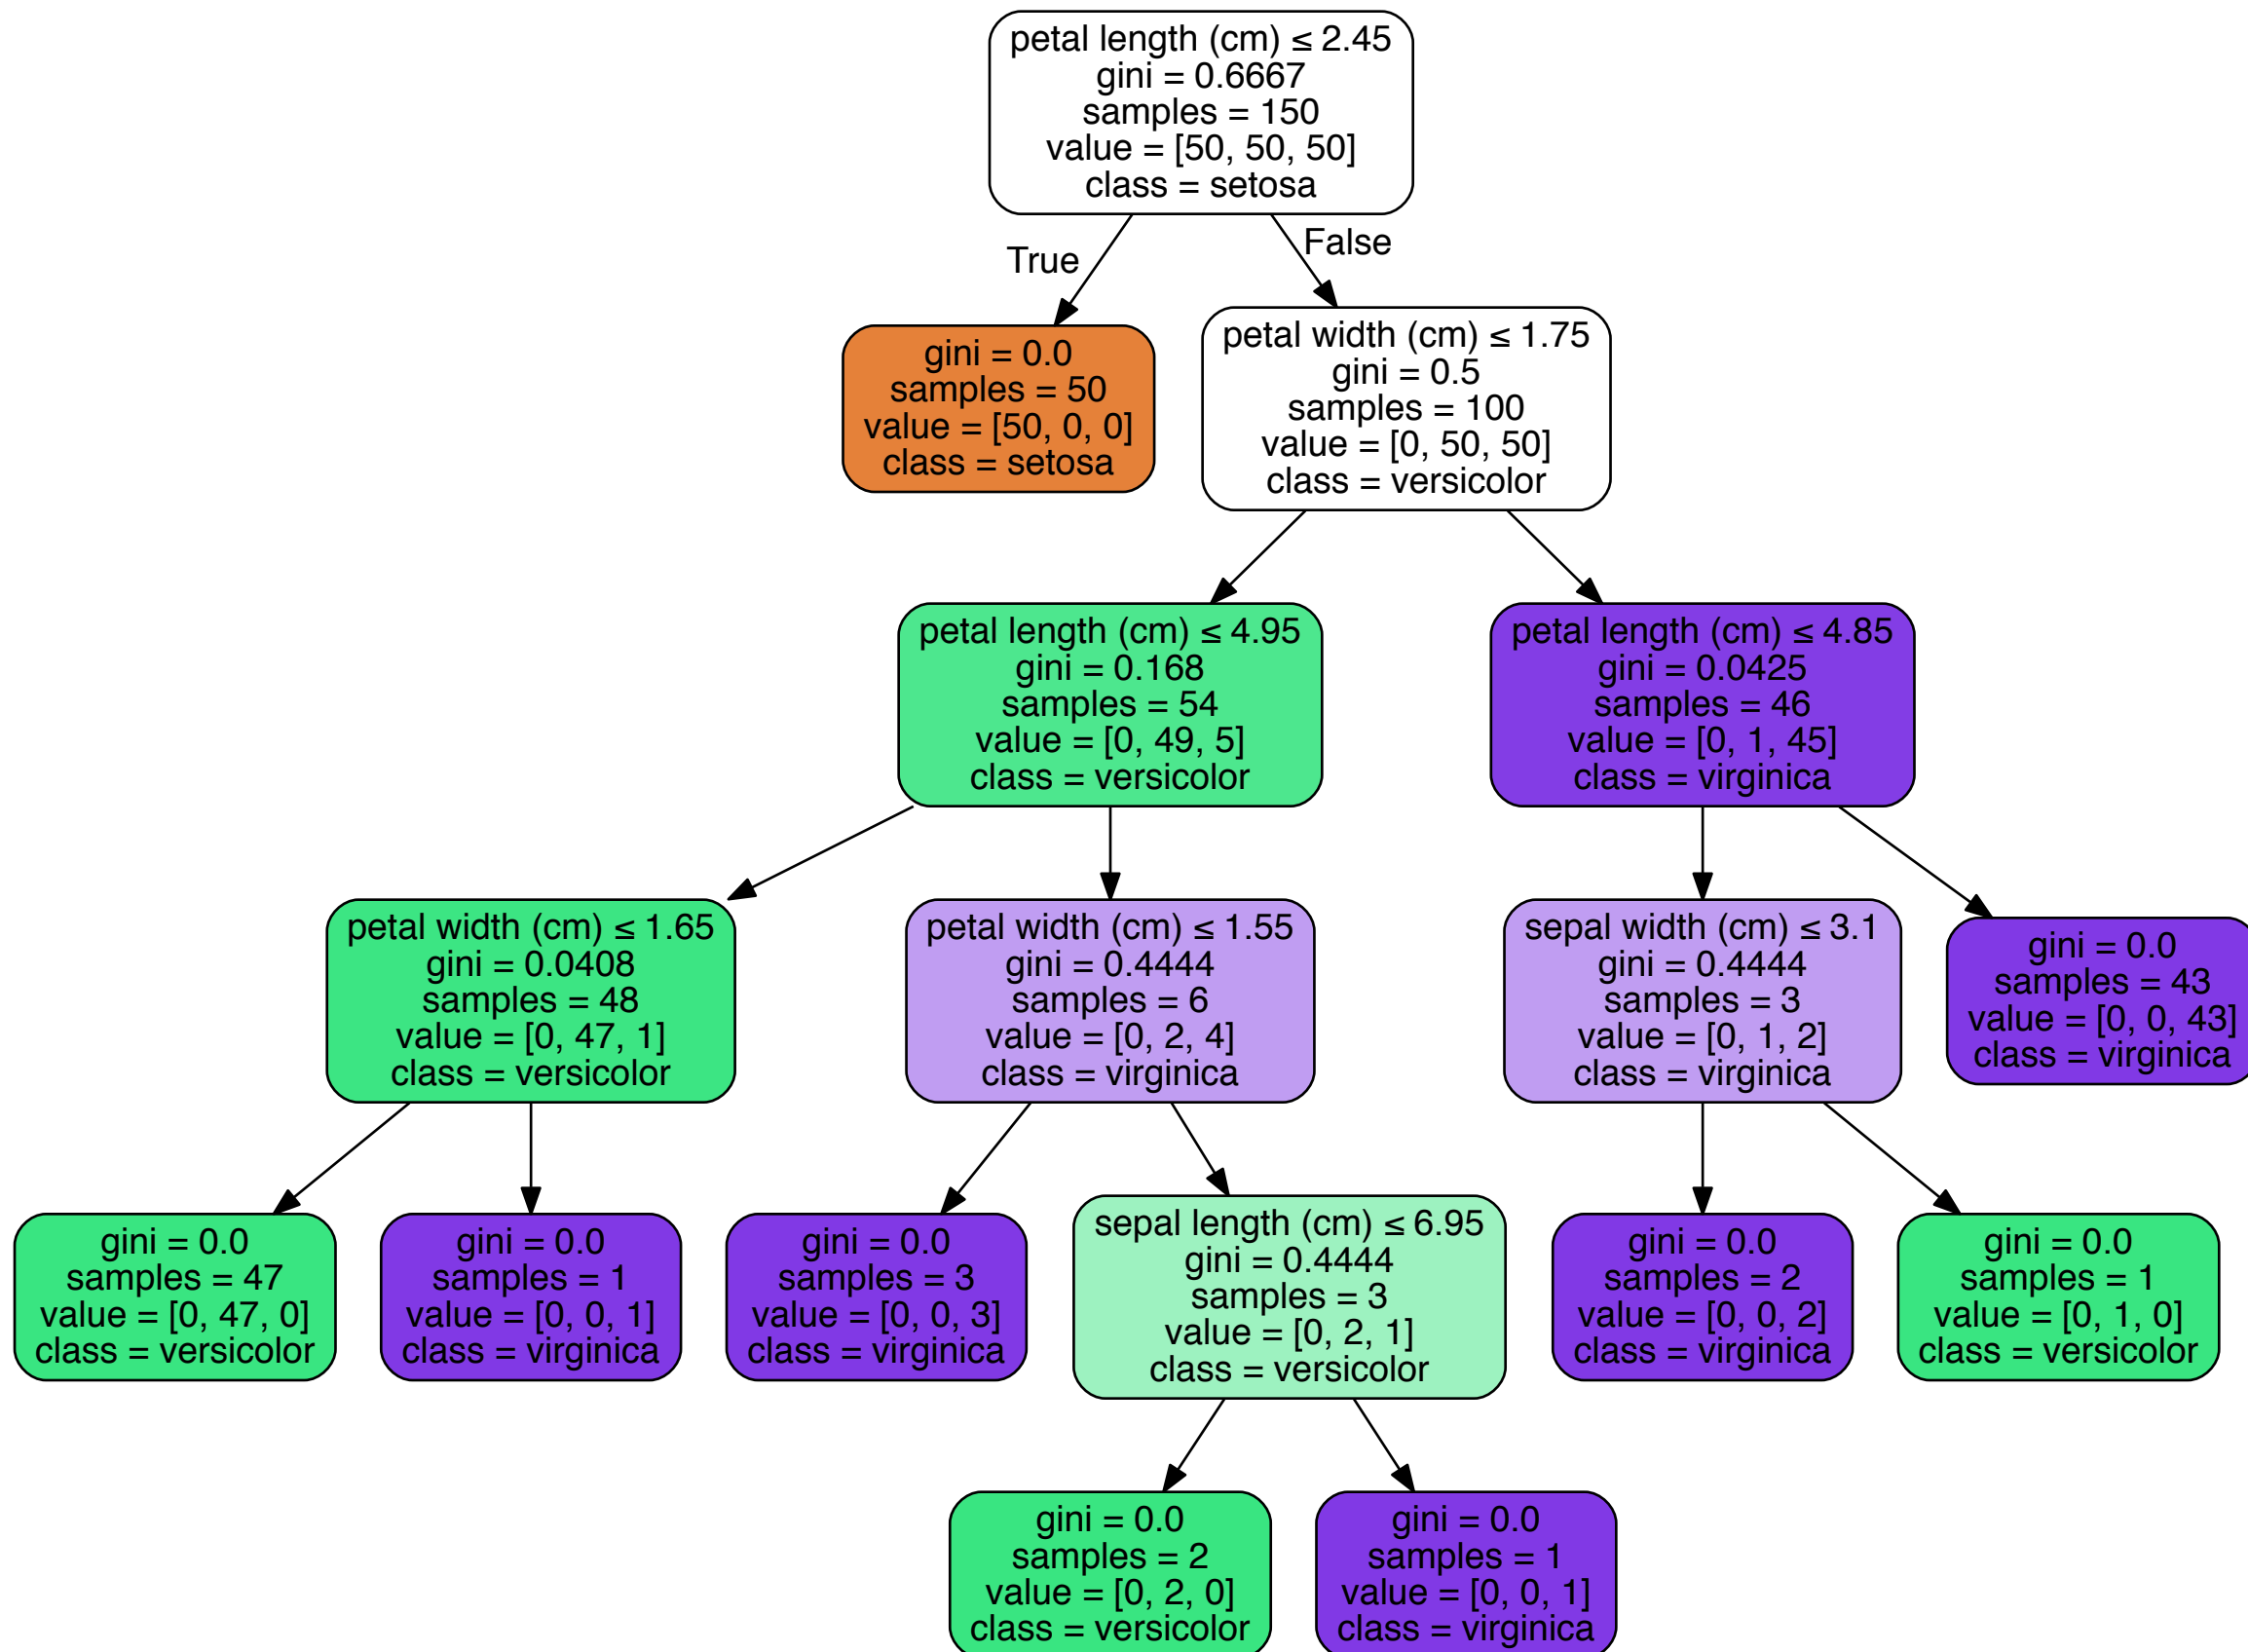 petal length (cm) ≤ 2.45
gini = 0.6667
samples = 150
value = [50, 50, 50]
class = setosa
True
False
gini = 0.0
samples = 50
value = [50, 0, 0]
class = setosa
petal width (cm) ≤ 1.75
gini = 0.5
samples = 100
value = [0, 50, 50]
class = versicolor
petal length (cm) ≤ 4.95
gini = 0.168
samples = 54
value = [0, 49, 5]
class = versicolor
petal length (cm) ≤ 4.85
gini = 0.0425
samples = 46
value = [0, 1, 45]
class = virginica
petal width (cm) ≤ 1.65
gini = 0.0408
samples = 48
value = [0, 47, 1]
class = versicolor
petal width (cm) ≤ 1.55
gini = 0.4444
samples = 6
value = [0, 2, 4]
class = virginica
sepal width (cm) ≤ 3.1
gini = 0.4444
samples = 3
value = [0, 1, 2]
class = virginica
gini = 0.0
samples = 43
value = [0, 0, 43]
class = virginica
gini = 0.0
samples = 47
value = [0, 47, 0]
class = versicolor
gini = 0.0
samples = 1
value = [0, 0, 1]
class = virginica
gini = 0.0
samples = 3
value = [0, 0, 3]
class = virginica
sepal length (cm) ≤ 6.95
gini = 0.4444
samples = 3
value = [0, 2, 1]
class = versicolor
gini = 0.0
samples = 2
value = [0, 0, 2]
class = virginica
gini = 0.0
samples = 1
value = [0, 1, 0]
class = versicolor
gini = 0.0
samples = 2
value = [0, 2, 0]
class = versicolor
gini = 0.0
samples = 1
value = [0, 0, 1]
class = virginica